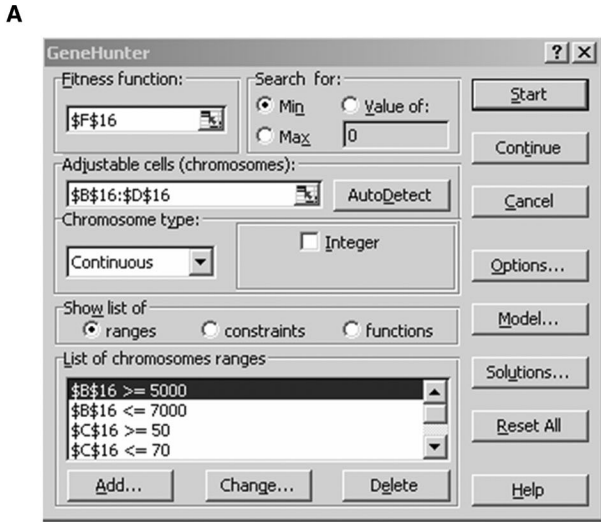 A
GeneHunter
Fitness function:
$F$16
Search for:
Min
Value of:
Max
0
Start
Continue
Adjustable cells (chromosomes):
$B$16:$D$16
AutoDetect
Cancel
Chromosome type:
Continuous
Integer
Options...
Show list of
ranges
constraints
functions
Model...
List of chromosomes ranges
$B$16 >= 5000
$B$16 <= 7000
$C$16 >= 50
$C$16 <= 70
Solutions...
Reset All
Add...
Change...
Delete
Help